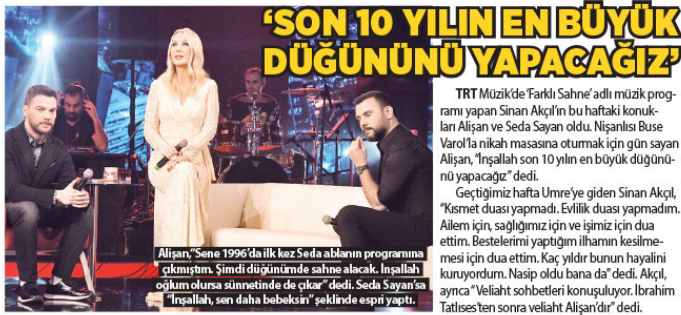 ‘SON 10 YILIN EN BÜYÜK
DÜĞÜNÜNÜ YAPACAĞIZ’
TRT Müzik’de ‘Farklı Sahne’ adlı müzik prog-
ramı yapan Sinan Akçıl’ın bu haftaki konuk-
ları Alişan ve Seda Sayan oldu. Nişanlısı Buse
Varol’la nikah masasına oturmak için gün sayan
Alişan, “İnşallah son 10 yılın en büyük düğünü-
nü yapacağız” dedi.
Geçtiğimiz hafta Umre’ye giden Sinan Akçıl,
“Kısmet duası yapmadı. Evlilik duası yapmadım.
Ailem için, sağlığımız için ve işimiz için dua
ettim. Bestelerimi yaptığım ilhamın kesilme-
mesi için dua ettim. Kaç yıldır bunun hayalini
kuruyordum. Nasip oldu bana da” dedi. Akçıl,
ayrıca “Veliaht sohbetleri konuşuluyor. İbrahim
Tatlıses’ten sonra veliaht Alişan’dır” dedi.
Alişan, “Sene 1996’da ilk kez Seda ablanın programına
çıkmıştım. Şimdi düğünümde sahne alacak. İnşallah
oğlum olursa sünnetinde de çıkar” dedi. Seda Sayan’sa
“İnşallah, sen daha bebeksin” şeklinde espri yaptı.